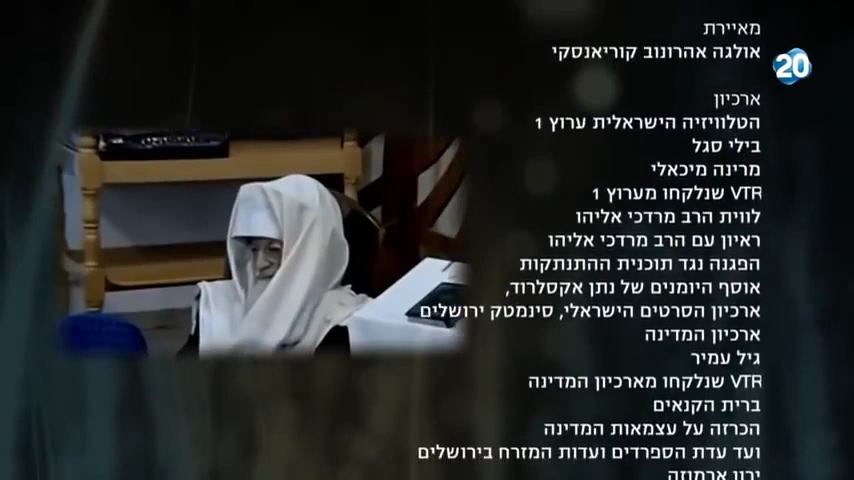 מאיירת
אולגה אהרונוב קוריאנסקי
20
ארכיון
הטלוויזיה הישראלית ערוץ 1
בילי סגל
מרינה מיכאלי
VTR שנלקחו מערוץ 1
לווית הרב מרדכי אליהו
ראיון עם הרב מרדכי אליהו
הפגנה נגד תוכנית ההתנתקות
אוסף היומנים של נתן אקסלרוד,
ארכיון הסרטים הישראלי, סינמטק ירושלים
ארכיון המדינה
גיל עמיר
VTR שנלקחו מארכיון המדינה
ברית הקנאים
הכרזה על עצמאות המדינה
ועד עדת הספרדים ועדות המזרח בירושלים
ירון ארמוזה